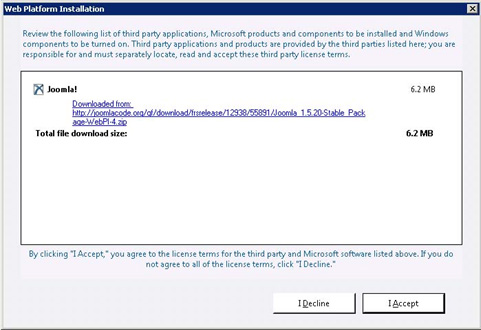 Web Platform Installation
Review the following list of third party applications, Microsoft products and components to be installed and Windows
components to be turned on. Third party applications and products are provided by the third parties listed here; you are
responsible for and must separately locate, read and accept these third party license terms.
Joomla! 6.2 MB
Downloaded from:
http://joomlacode.org/gf/download/frsrelease/12938/55891/Joomla_1.5.20-Stable_Pack
age-WebPI-4.zip
Total file download size: 6.2 MB
By clicking "I Accept," you agree to the license terms for the third party and Microsoft software listed above. If you do
not agree to all of the license terms, click "I Decline."
I Decline I Accept